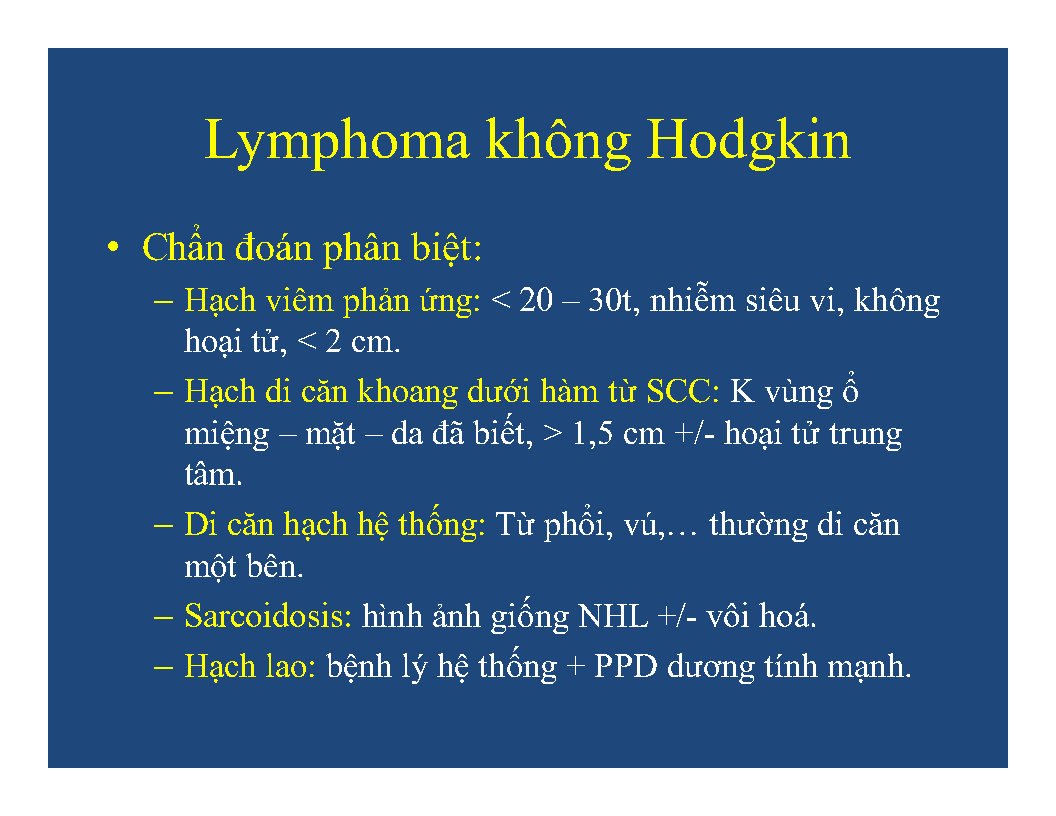 Lymphoma không Hodgkin
• Chẩn đoán phân biệt:
– Hạch viêm phản ứng: < 20 – 30t, nhiễm siêu vi, không
hoại tử, < 2 cm.
– Hạch di căn khoang dưới hàm từ SCC: K vùng ổ
miệng – mặt – da đã biết, > 1,5 cm +/- hoại tử trung
tâm.
– Di căn hạch hệ thống: Từ phổi, vú,… thường di căn
một bên.
– Sarcoidosis: hình ảnh giống NHL +/- vôi hoá.
– Hạch lao: bệnh lý hệ thống + PPD dương tính mạnh.